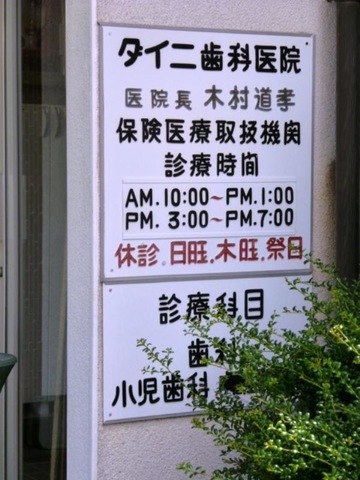 タイニ歯科医院
医院長 木村道孝
保険医療取扱機関
診療時間
AM. 10:00~PM. 1:00
PM. 3:00~PM. 7:00
休診.日旺.木旺.祭日
診療科目
歯科
小児歯科